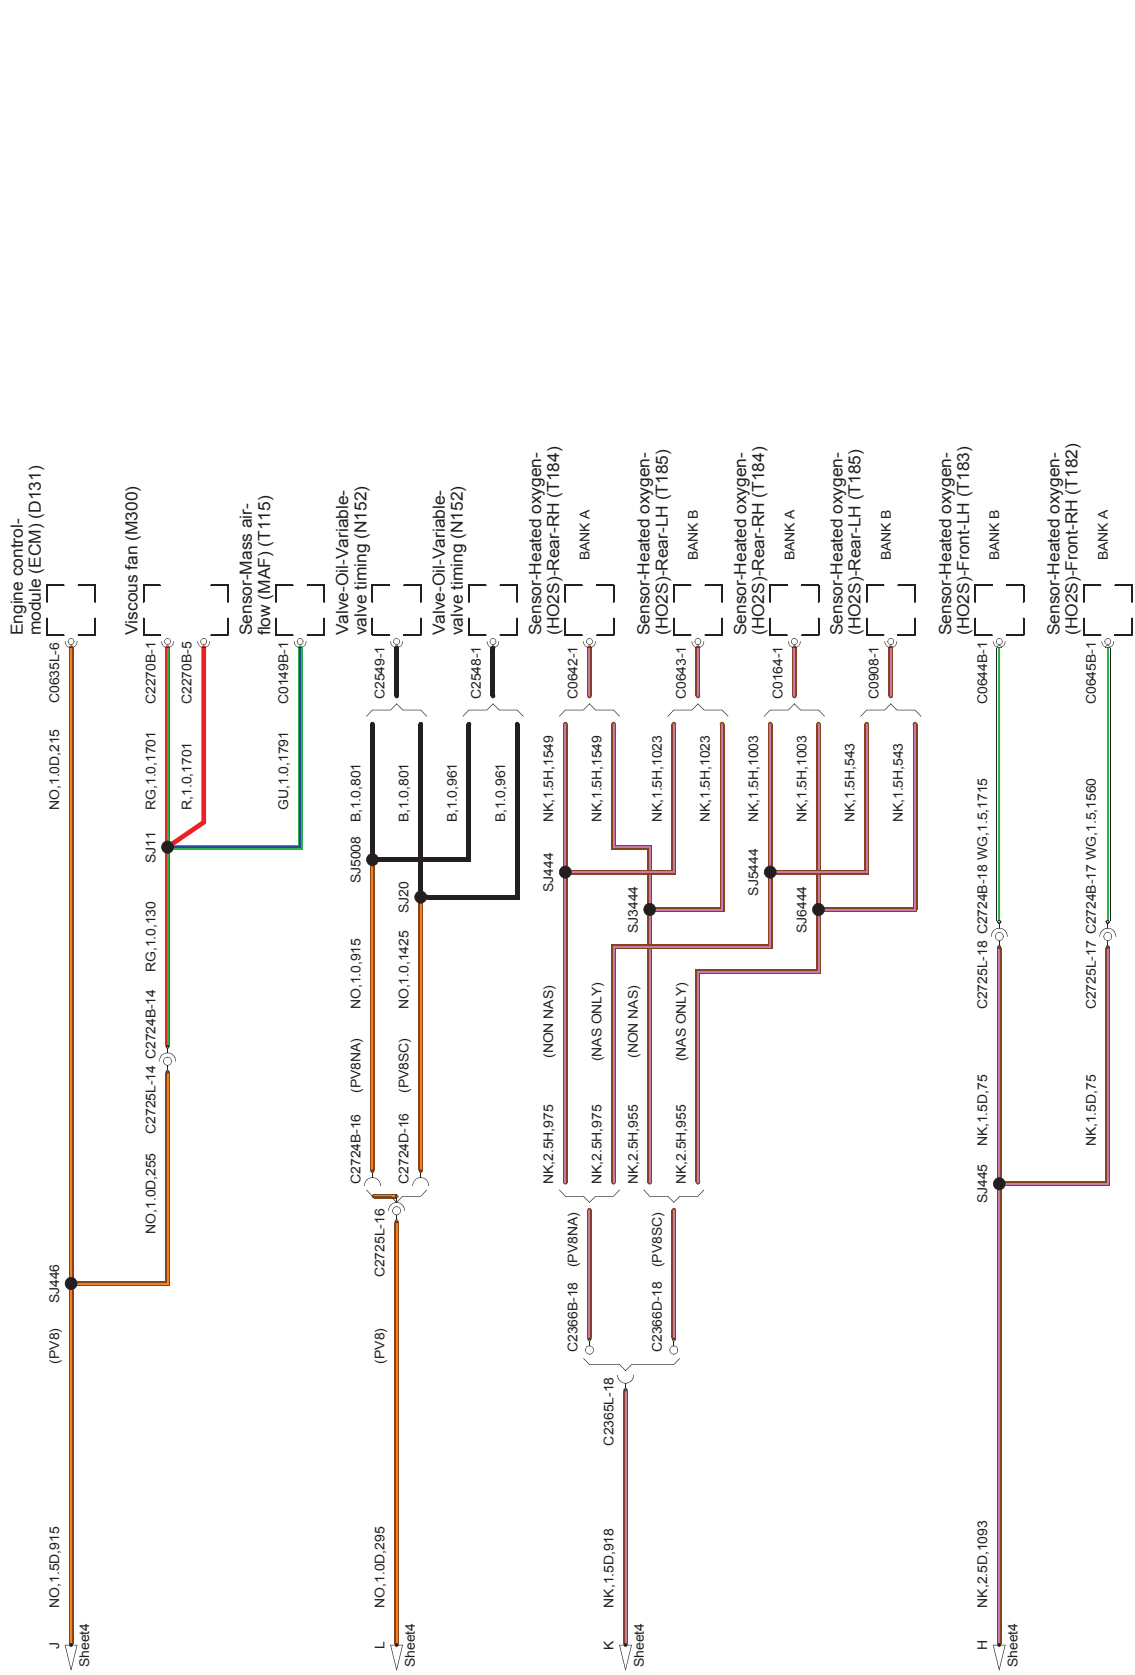 Engine control-
module (ECM) (D131)
C0635L-6
NO,1.0D,215
SJ446
(PV8)
NO,1.5D,915
J
Sheet4
Viscous fan (M300)
C2270B-1
C2270B-5
RG,1.0,1701
R,1.0,1701
SJ11
RG,1.0,130
C2724B-14
C2725L-14
NO,1.0D,255
Sensor-Mass air-
flow (MAF) (T115)
C0149B-1
GU,1.0,1791
Valve-Oil-Variable-
valve timing (N152)
C2549-1
B,1.0,801
B,1.0,801
SJ5008
NO,1.0,915
(PV8NA)
C2724B-16
SJ20
NO,1.0,1425
(PV8SC)
C2724D-16
C2725L-16
(PV8)
NO,1.0D,295
L
Sheet4
Valve-Oil-Variable-
valve timing (N152)
C2548-1
B,1.0,961
B,1.0,961
Sensor-Heated oxygen-
(HO2S)-Rear-RH (T184)
BANK A
C0642-1
NK,1.5H,1549
NK,1.5H,1549
SJ444
(NON NAS)
NK,2.5H,975
(NAS ONLY)
NK,2.5H,975
(PV8NA)
C2366B-18
Sensor-Heated oxygen-
(HO2S)-Rear-LH (T185)
BANK B
C0643-1
NK,1.5H,1023
NK,1.5H,1023
SJ3444
(NON NAS)
NK,2.5H,955
(NAS ONLY)
NK,2.5H,955
(PV8SC)
C2366D-18
C2365L-18
NK,1.5D,918
K
Sheet4
Sensor-Heated oxygen-
(HO2S)-Rear-RH (T184)
BANK A
C0164-1
NK,1.5H,1003
NK,1.5H,1003
SJ5444
SJ6444
Sensor-Heated oxygen-
(HO2S)-Rear-LH (T185)
BANK B
C0908-1
NK,1.5H,543
NK,1.5H,543
Sensor-Heated oxygen-
(HO2S)-Front-LH (T183)
BANK B
C0644B-1
C2724B-18 WG,1.5,1715
C2725L-18
NK,1.5D,75
SJ445
NK,2.5D,1093
H
Sheet4
Sensor-Heated oxygen-
(HO2S)-Front-RH (T182)
BANK A
C0645B-1
C2724B-17 WG,1.5,1560
C2725L-17
NK,1.5D,75